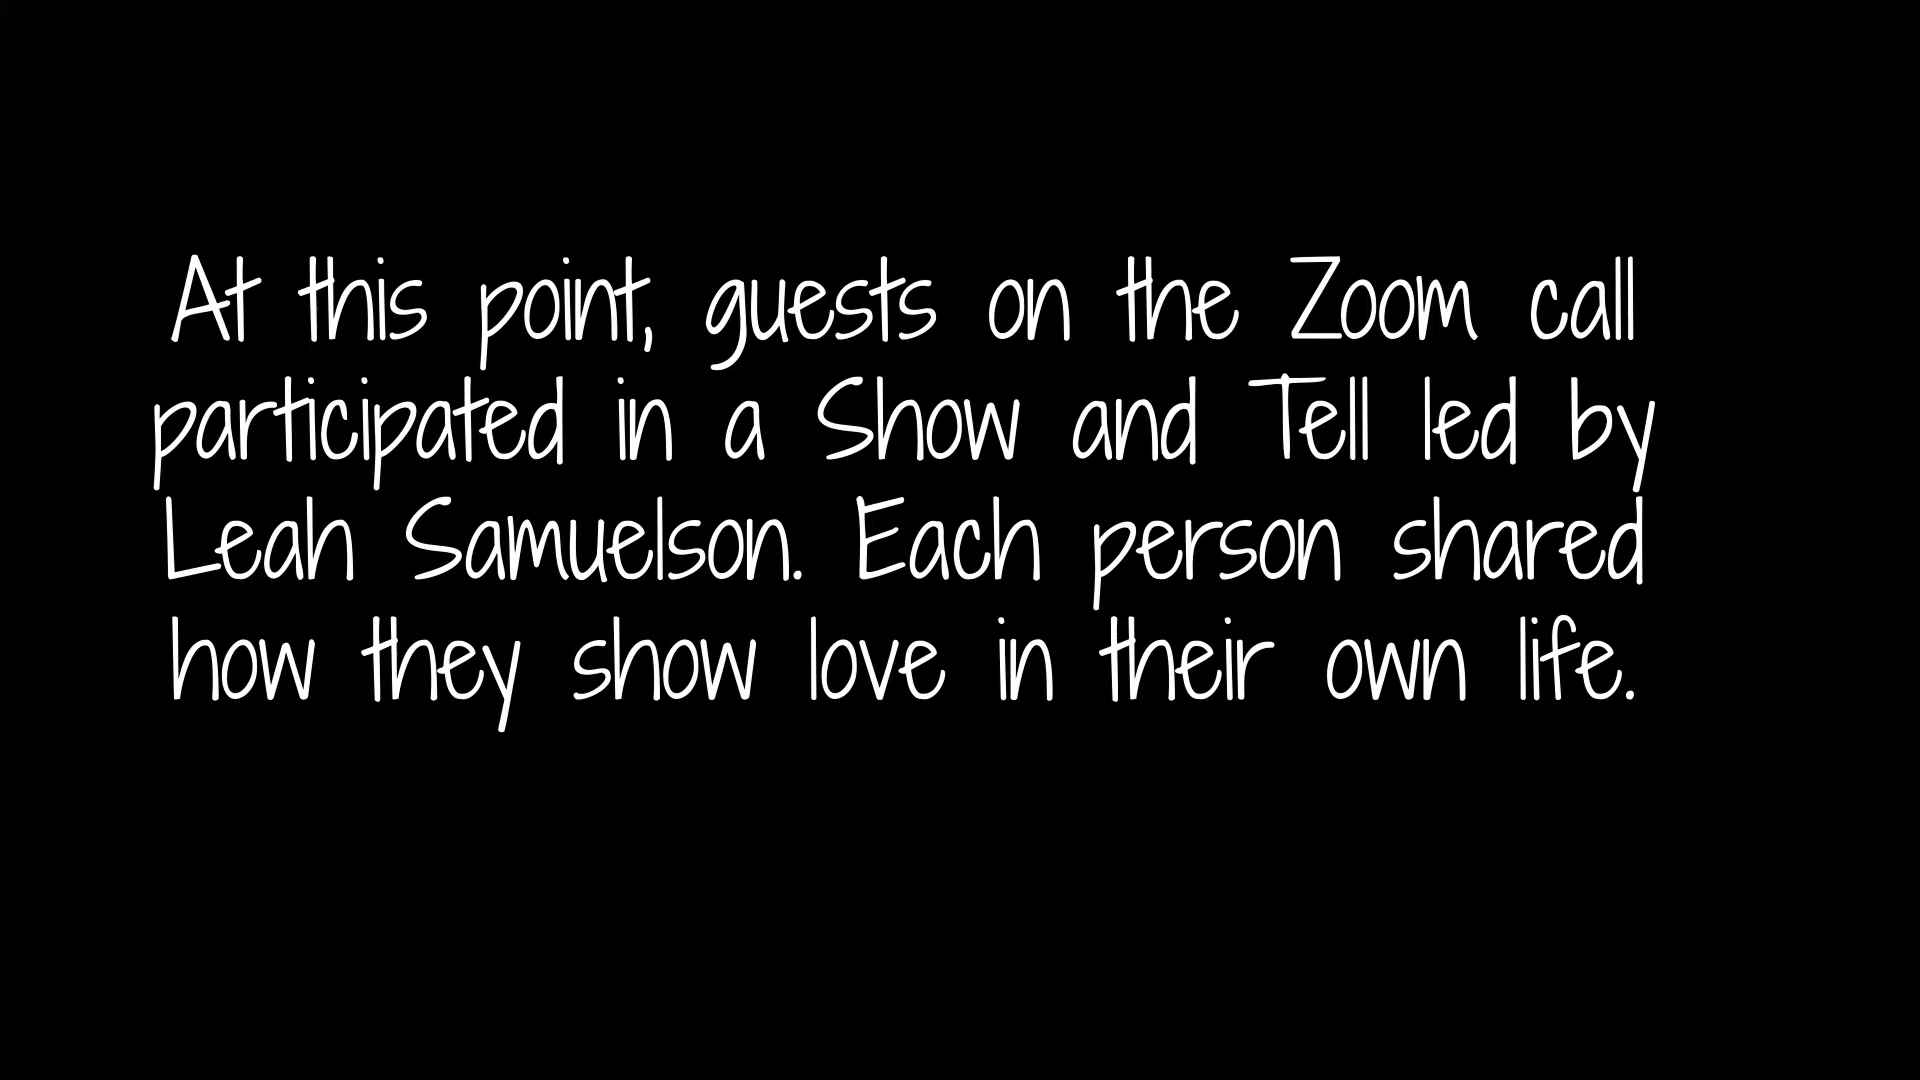 At this point, guests on the Zoom call
participated in a Show and Tell led by
Leah Samuelson. Each person shared
how they show love in their own life.